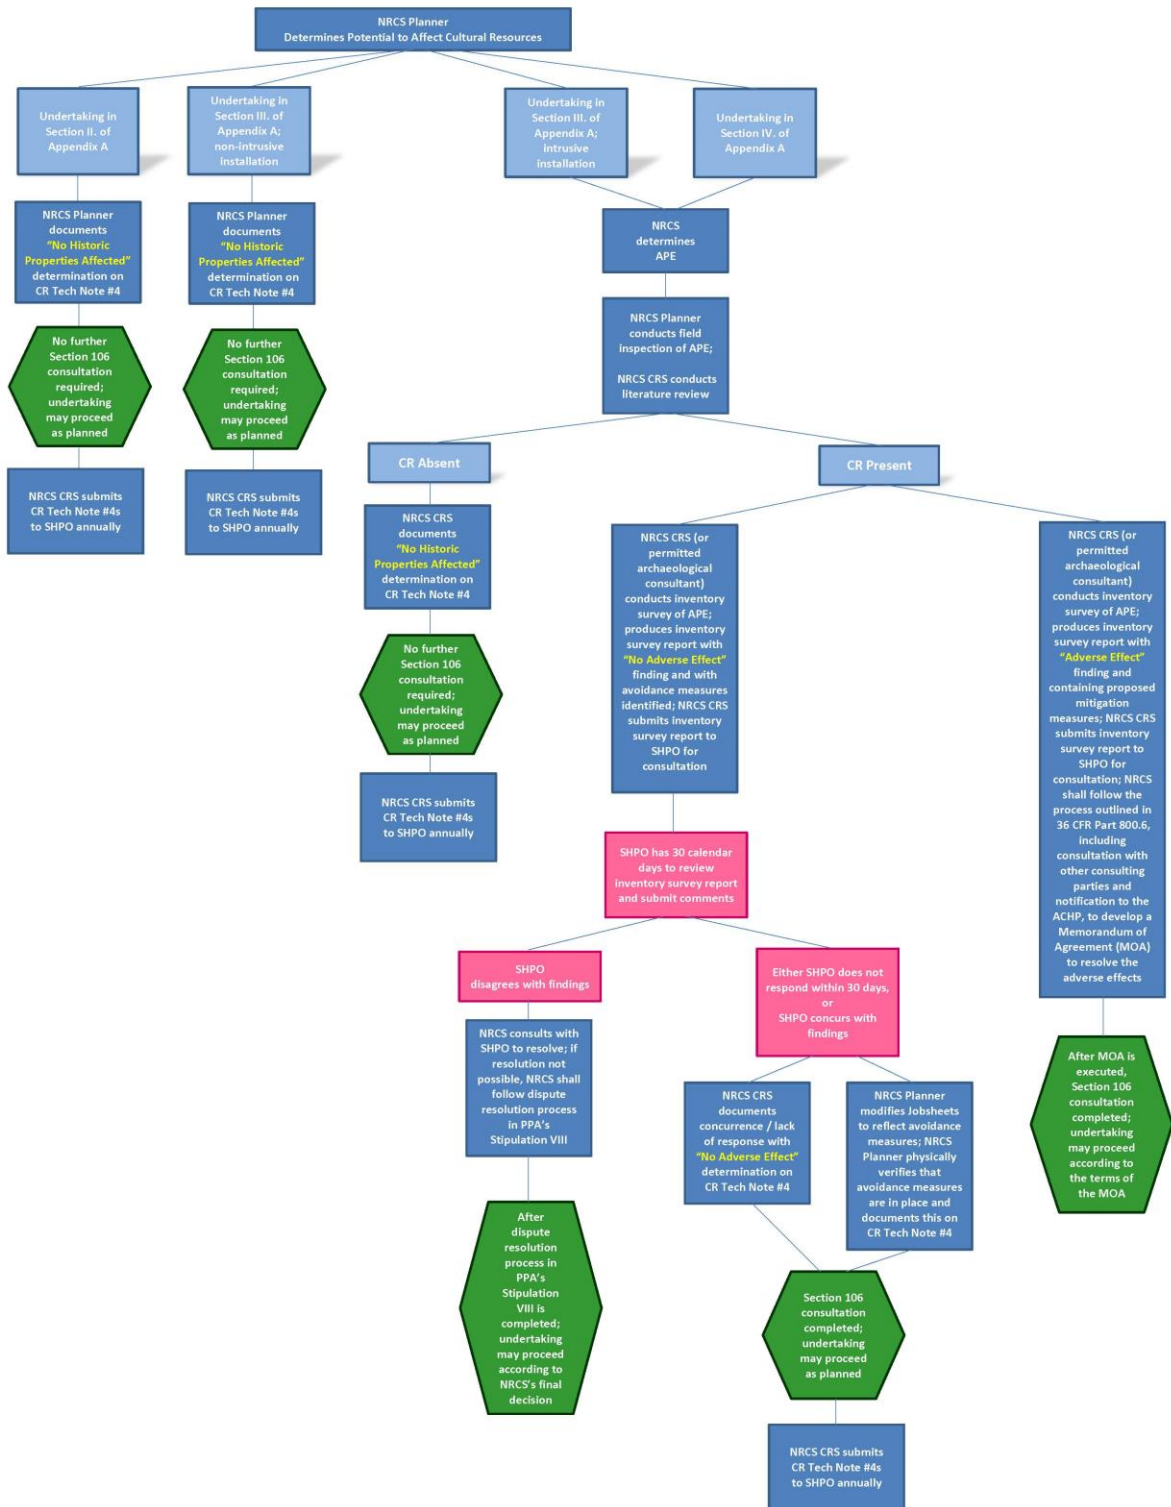 NRCS Planner
Determines Potential to Affect Cultural Resources
Undertaking in
Section II. of
Appendix A
Undertaking in
Section III. of
Appendix A;
non-intrusive
installation
Undertaking in
Section III. of
Appendix A;
intrusive
installation
Undertaking in
Section IV. of
Appendix A
NRCS Planner
documents
“No Historic
Properties Affected”
determination on
CR Tech Note #4
NRCS Planner
documents
“No Historic
Properties Affected”
determination on
CR Tech Note #4
NRCS
determines
APE
No further
Section 106
consultation
required;
undertaking
may proceed
as planned
No further
Section 106
consultation
required;
undertaking
may proceed
as planned
NRCS Planner
conducts field
inspection of APE;
NRCS CRS conducts
literature review
NRCS CRS submits
CR Tech Note #4s
to SHPO annually
NRCS CRS submits
CR Tech Note #4s
to SHPO annually
CR Absent
CR Present
NRCS CRS
documents
“No Historic
Properties Affected”
determination on
CR Tech Note #4
No further
Section 106
consultation
required;
undertaking
may proceed
as planned
NRCS CRS submits
CR Tech Note #4s
to SHPO annually
NRCS CRS (or
permitted
archaeological
consultant)
conducts inventory
survey of APE;
produces inventory
survey report with
“No Adverse Effect”
finding and with
avoidance measures
identified; NRCS CRS
submits inventory
survey report to
SHPO for
consultation
NRCS CRS (or
permitted
archaeological
consultant)
conducts inventory
survey of APE;
produces inventory
survey report with
“Adverse Effect”
finding and
containing proposed
mitigation
measures; NRCS CRS
submits inventory
survey report to
SHPO for
consultation; NRCS
shall follow the
process outlined in
36 CFR Part 800.6,
including
consultation with
other consulting
parties and
notification to the
ACHP, to develop a
Memorandum of
Agreement (MOA)
to resolve the
adverse effects
SHPO has 30 calendar
days to review
inventory survey report
and submit comments
SHPO
disagrees with findings
Either SHPO does not
respond within 30 days,
or
SHPO concurs with
findings
NRCS consults with
SHPO to resolve; if
resolution not
possible, NRCS shall
follow dispute
resolution process
in PPA’s
Stipulation VIII
NRCS CRS
documents
concurrence / lack
of response with
“No Adverse Effect”
determination on
CR Tech Note #4
NRCS Planner
modifies Jobsheets
to reflect avoidance
measures; NRCS
Planner physically
verifies that
avoidance measures
are in place and
documents this on
CR Tech Note #4
After MOA is
executed,
Section 106
consultation
completed;
undertaking
may proceed
according to
the terms of
the MOA
After
dispute
resolution
process in
PPA’s
Stipulation
VIII is
completed;
undertaking
may proceed
according to
NRCS’s final
decision
Section 106
consultation
completed;
undertaking
may proceed
as planned
NRCS CRS submits
CR Tech Note #4s
to SHPO annually